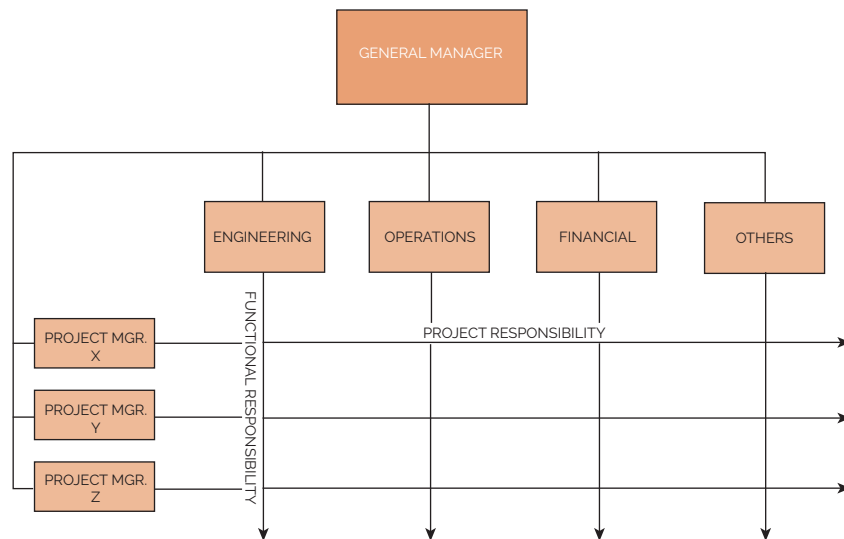 GENERAL MANAGER
ENGINEERING
OPERATIONS
FINANCIAL
OTHERS
FUNCTIONAL RESPONSIBILITY
PROJECT RESPONSIBILITY
PROJECT MGR.
X
PROJECT MGR.
Y
PROJECT MGR.
Z